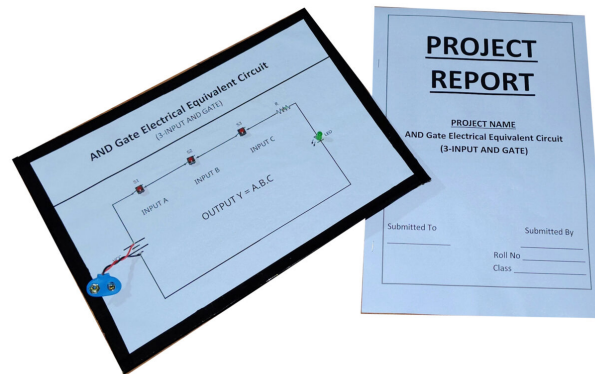 AND Gate Electrical Equivalent Circuit
(3-INPUT AND GATE)
S1
S2
S3
R
LED
INPUT A
INPUT B
INPUT C
OUTPUT Y = A.B.C
PROJECT
REPORT
PROJECT NAME
AND Gate Electrical Equivalent Circuit
(3-INPUT AND GATE)
Submitted To
Submitted By
Roll No
Class